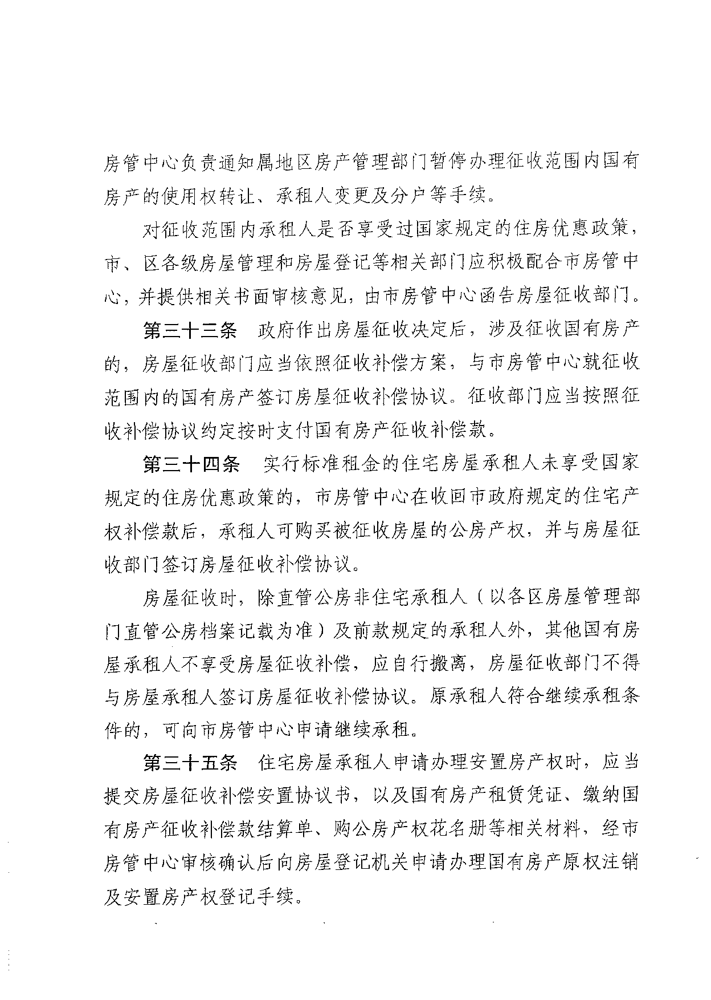 房管中心负责通知属地区房产管理部门暂停办理征收范围内国有
房产的使用权转让、承租人变更及分户等手续。
对征收范围内承租人是否享受过国家规定的住房优惠政策，
市、区各级房屋管理和房屋登记等相关部门应积极配合市房管中
心，并提供相关书面审核意见，由市房管中心函告房屋征收部门。
第三十三条　政府作出房屋征收决定后，涉及征收国有房产
的，房屋征收部门应当依照征收补偿方案，与市房管中心就征收
范围内的国有房产签订房屋征收补偿协议。征收部门应当按照征
收补偿协议约定按时支付国有房产征收补偿款。
第三十四条　实行标准租金的住宅房屋承租人未享受国家
规定的住房优惠政策的，市房管中心在收回市政府规定的住宅产
权补偿款后，承租人可购买被征收房屋的公房产权，并与房屋征
收部门签订房屋征收补偿协议。
房屋征收时，除直管公房非住宅承租人（以各区房屋管理部
门直管公房档案记载为准）及前款规定的承租人外，其他国有房
屋承租人不享受房屋征收补偿，应自行搬离，房屋征收部门不得
与房屋承租人签订房屋征收补偿协议。原承租人符合继续承租条
件的，可向市房管中心申请继续承租。
第三十五条　住宅房屋承租人申请办理安置房产权时，应当
提交房屋征收补偿安置协议书，以及国有房产租赁凭证、缴纳国
有房产征收补偿款结算单、购公房产权花名册等相关材料，经市
房管中心审核确认后向房屋登记机关申请办理国有房产原权注销
及安置房产权登记手续。